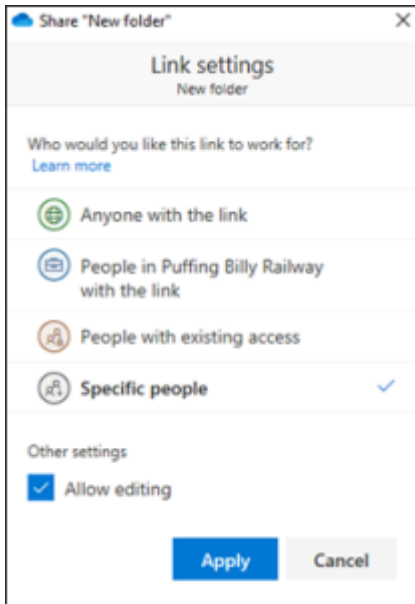 Share "New folder"
Link settings
New folder
Who would you like this link to work for?
Learn more
Anyone with the link
People in Puffing Billy Railway
with the link
People with existing access
Specific people
Other settings
Allow editing
Apply
Cancel